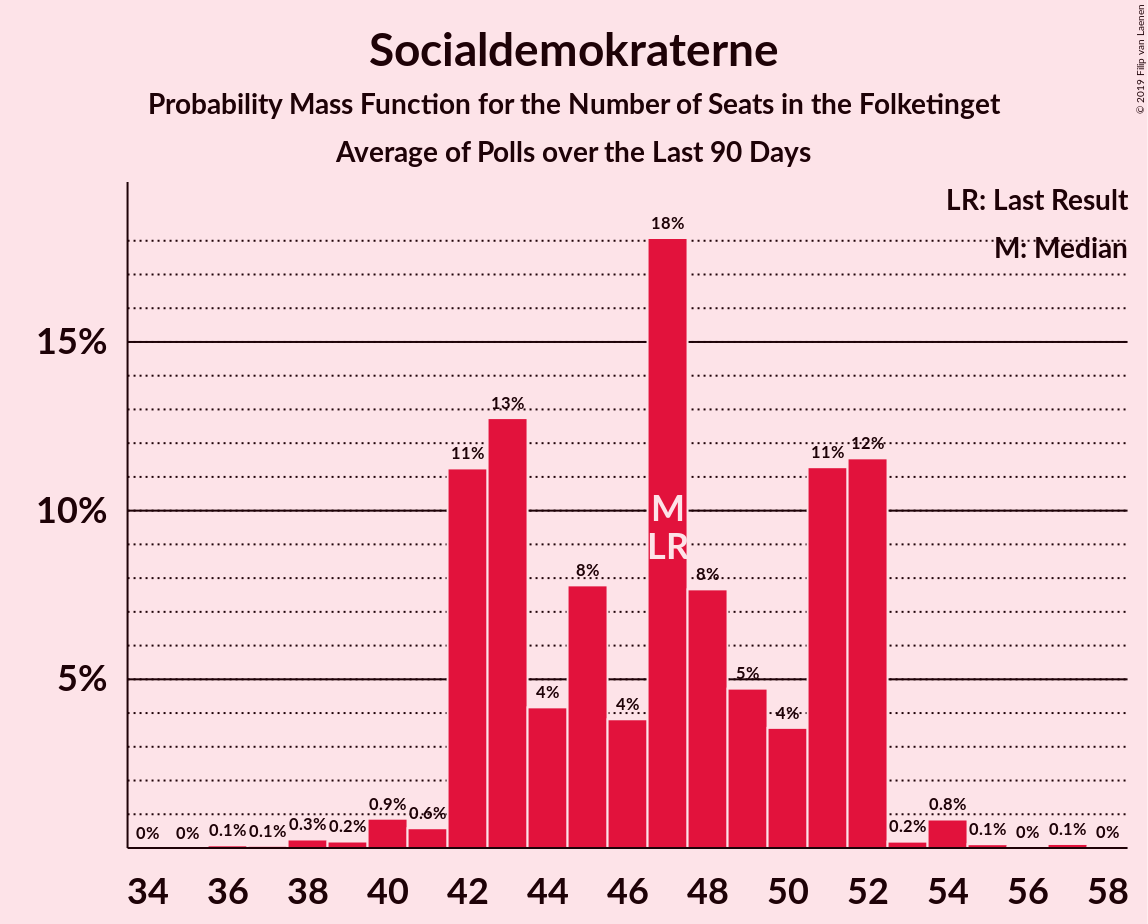 Socialdemokraterne
Probability Mass Function for the Number of Seats in the Folketinget
Average of Polls over the Last 90 Days
© 2019 Filip van Laenen
LR: Last Result
M: Median
15%
10%
5%
0% 0% 0.1% 0.1% 0.3% 0.2% 0.9% 0.6% 11% 13% 4% 8% 4% 18% 8% 5% 4% 11% 12% 0.2% 0.8% 0.1% 0% 0.1% 0%
M
LR
34 36 38 40 42 44 46 48 50 52 54 56 58